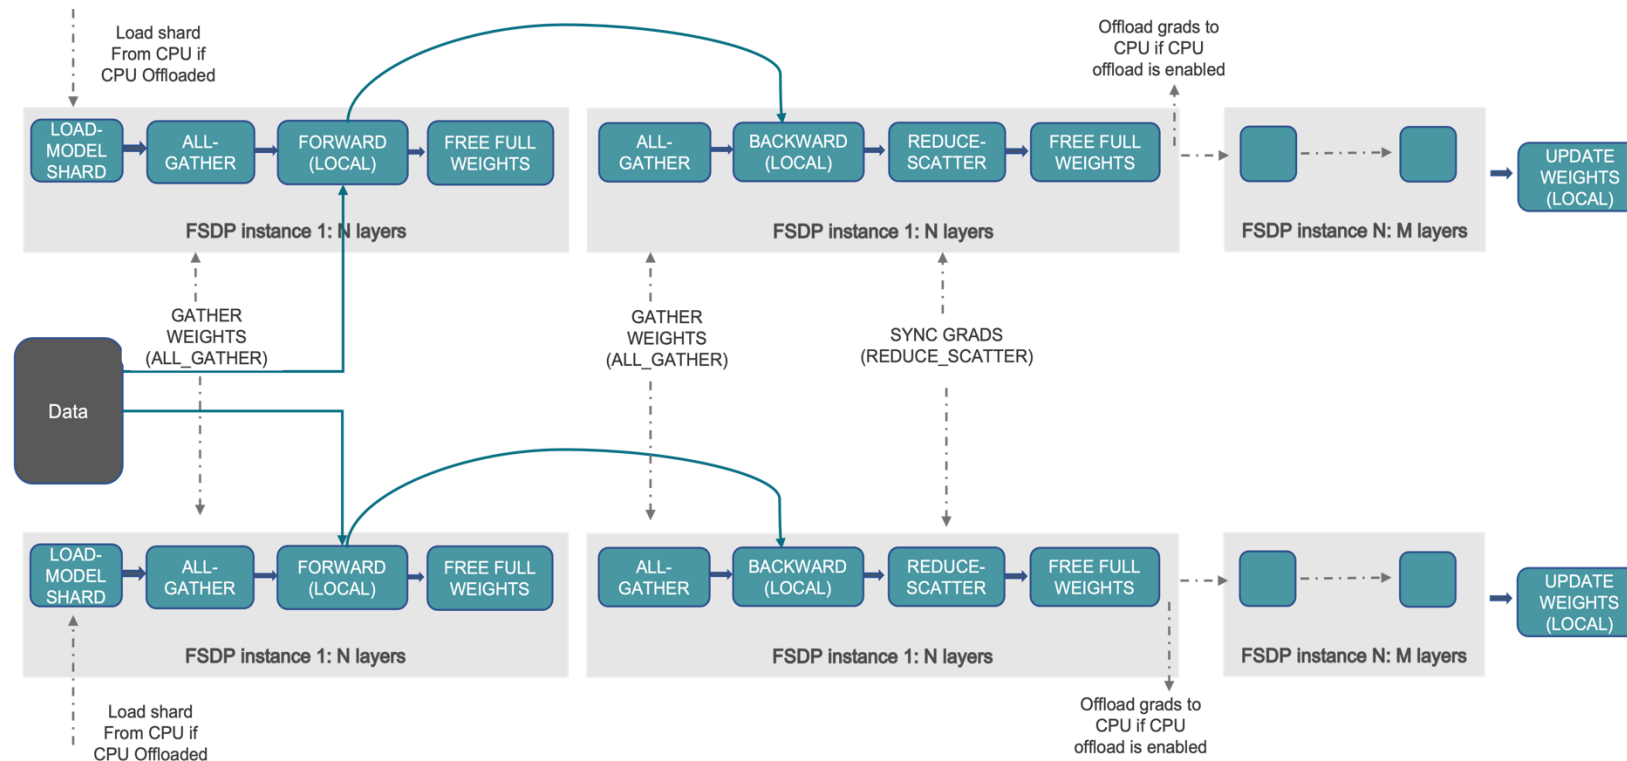 Load shard
From CPU if
CPU Offloaded
Offload grads to
CPU if CPU
offload is enabled
LOAD-
MODEL
SHARD
ALL-
GATHER
FORWARD
(LOCAL)
FREE FULL
WEIGHTS
FSDP instance 1: N layers
ALL-
GATHER
BACKWARD
(LOCAL)
REDUCE-
SCATTER
FREE FULL
WEIGHTS
FSDP instance 1: N layers
FSDP instance N: M layers
UPDATE
WEIGHTS
(LOCAL)
GATHER
WEIGHTS
(ALL_GATHER)
GATHER
WEIGHTS
(ALL_GATHER)
SYNC GRADS
(REDUCE_SCATTER)
Data
LOAD-
MODEL
SHARD
ALL-
GATHER
FORWARD
(LOCAL)
FREE FULL
WEIGHTS
FSDP instance 1: N layers
ALL-
GATHER
BACKWARD
(LOCAL)
REDUCE-
SCATTER
FREE FULL
WEIGHTS
FSDP instance 1: N layers
FSDP instance N: M layers
UPDATE
WEIGHTS
(LOCAL)
Load shard
From CPU if
CPU Offloaded
Offload grads to
CPU if CPU
offload is enabled